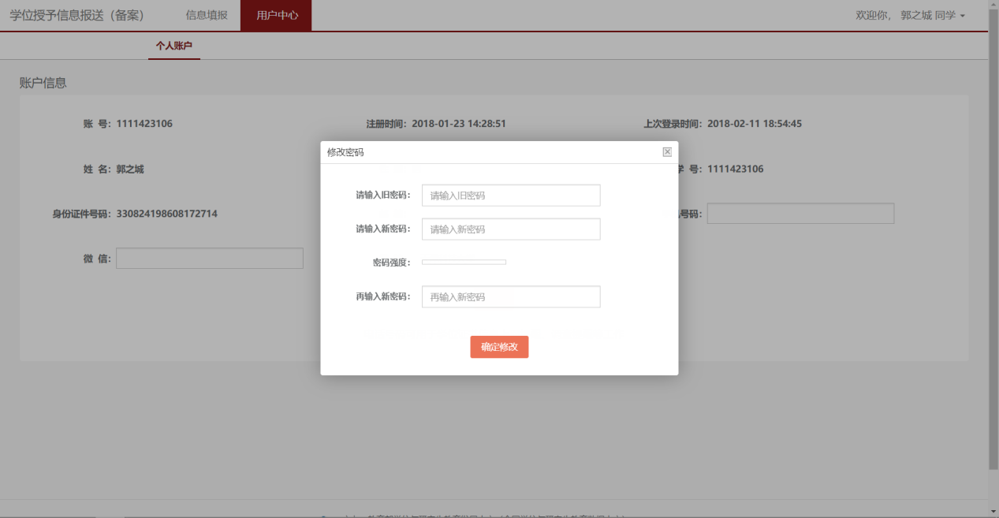 学位授予信息报送（备案） 信息填报 用户中心 欢迎你， 郭之城 同学
个人账户
账户信息
账 号： 1111423106 注册时间： 2018-01-23 14:28:51 上次登录时间： 2018-02-11 18:54:45
修改密码
姓 名： 郭之城 学 号： 1111423106
请输入旧密码： 请输入旧密码
身份证件号码： 330824198608172714 号码：
请输入新密码： 请输入新密码
微 信： 密码强度：
再输入新密码： 再输入新密码
确定修改